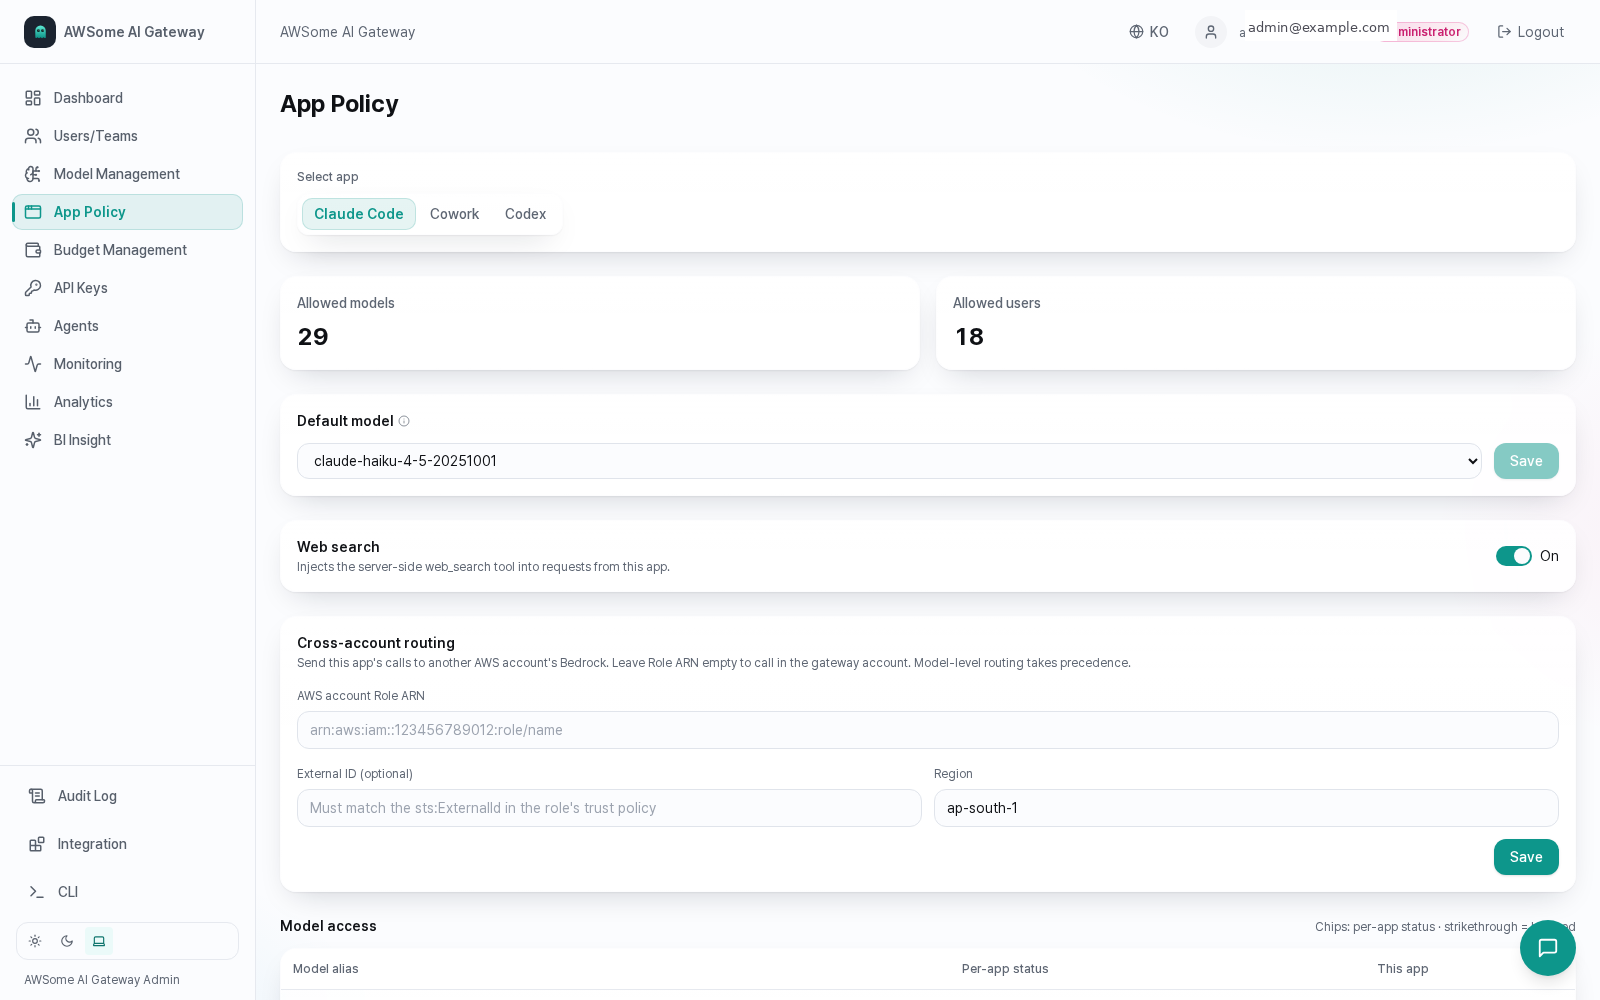 AWSome AI Gateway
AWSome AI Gateway
KO
admin@example.com
Logout
Dashboard
Users/Teams
Model Management
App Policy
Budget Management
API Keys
Agents
Monitoring
Analytics
BI Insight
Audit Log
Integration
CLI
AWSome AI Gateway Admin
App Policy
Select app
Claude Code Cowork Codex
Allowed models
29
Allowed users
18
Default model
claude-haiku-4-5-20251001
Save
Web search
Injects the server-side web_search tool into requests from this app.
On
Cross-account routing
Send this app's calls to another AWS account's Bedrock. Leave Role ARN empty to call in the gateway account. Model-level routing takes precedence.
AWS account Role ARN
arn:aws:iam::123456789012:role/name
External ID (optional)
Must match the sts:ExternalId in the role's trust policy
Region
ap-south-1
Save
Model access
Chips: per-app status · strikethrough =
Model alias Per-app status This app